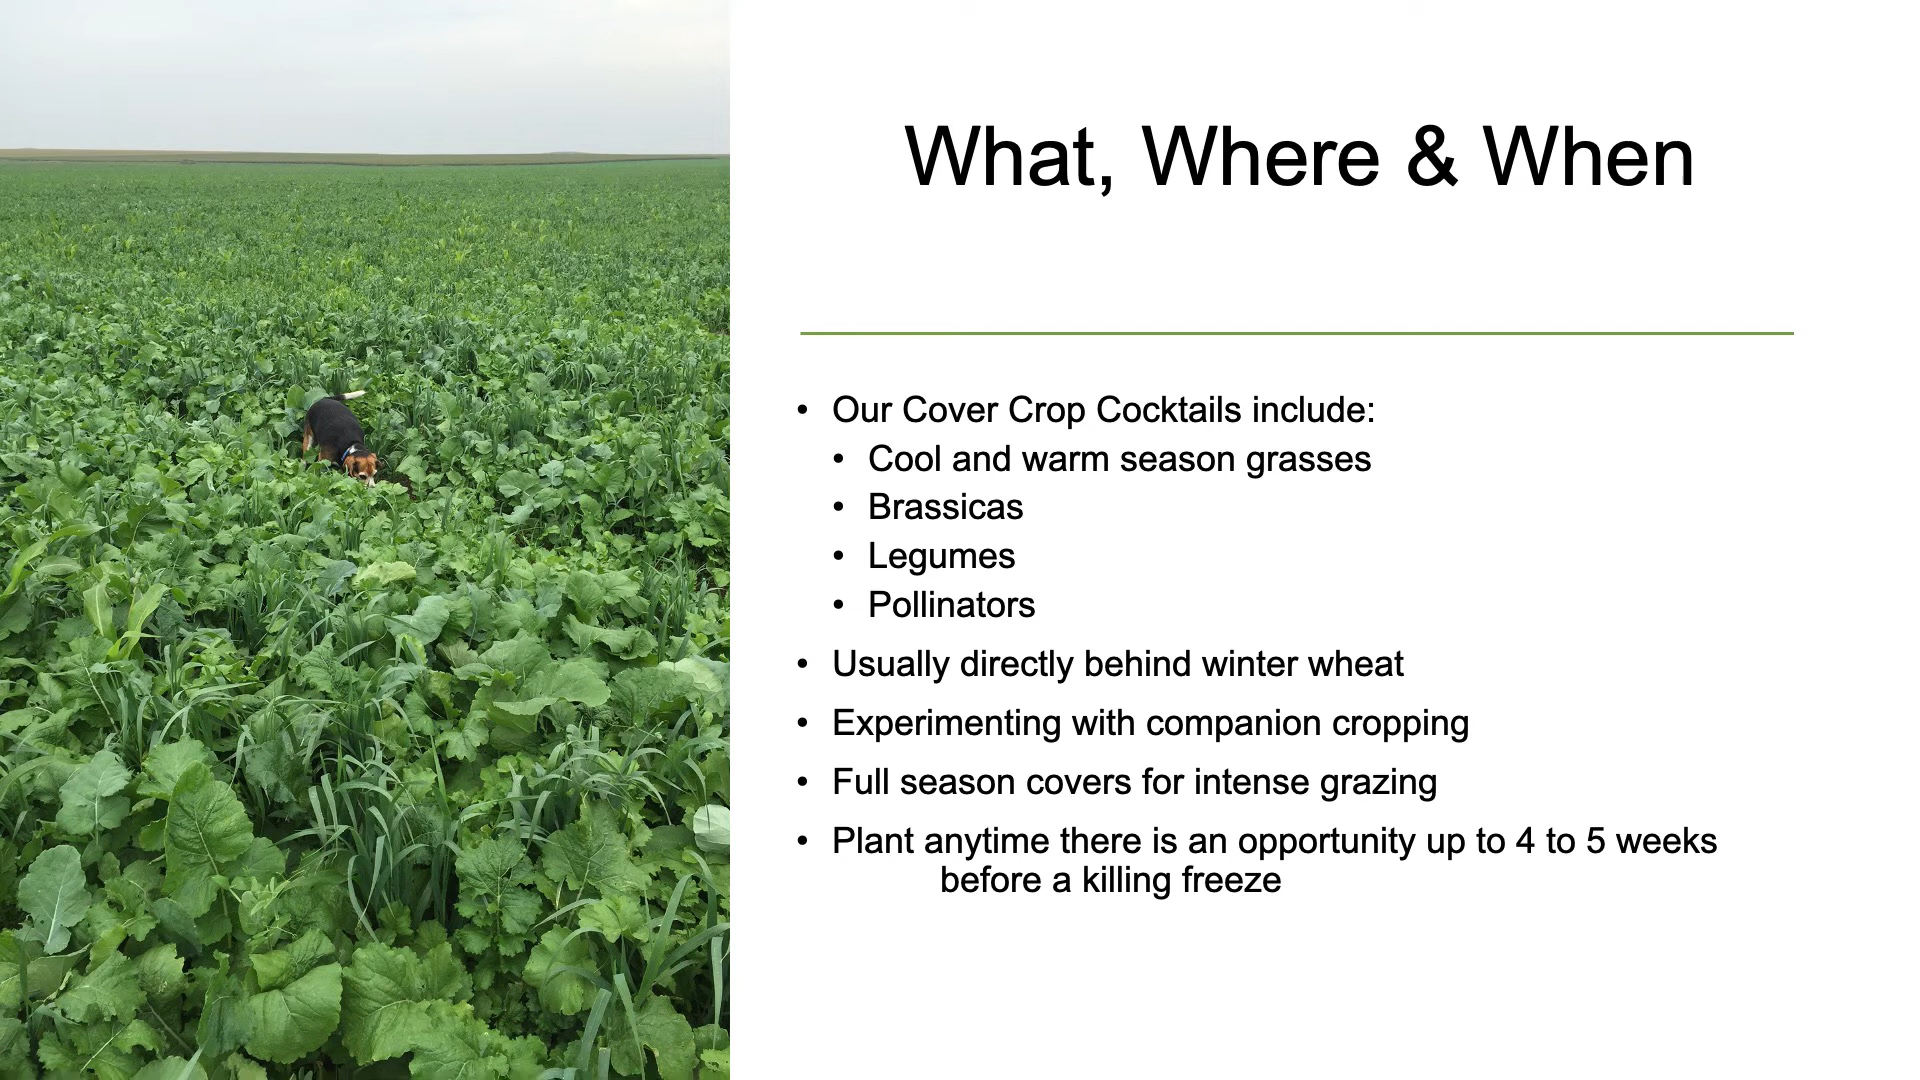 What, Where & When
• Our Cover Crop Cocktails include:
• Cool and warm season grasses
• Brassicas
• Legumes
• Pollinators
• Usually directly behind winter wheat
• Experimenting with companion cropping
• Full season covers for intense grazing
• Plant anytime there is an opportunity up to 4 to 5 weeks
before a killing freeze